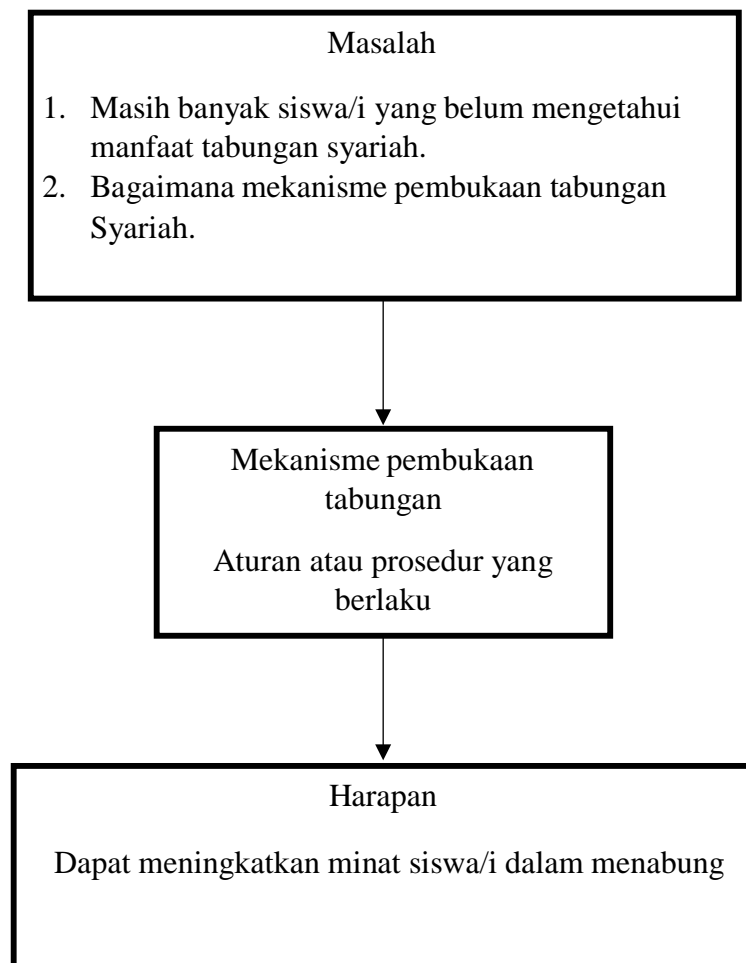 Masalah
1. Masih banyak siswa/i yang belum mengetahui
manfaat tabungan syariah.
2. Bagaimana mekanisme pembukaan tabungan
Syariah.
Mekanisme pembukaan
tabungan
Aturan atau prosedur yang
berlaku
Harapan
Dapat meningkatkan minat siswa/i dalam menabung